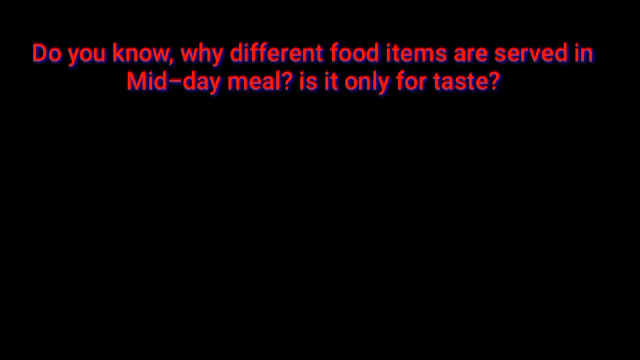 Do you know, why different food items are served in
Mid–day meal? is it only for taste?